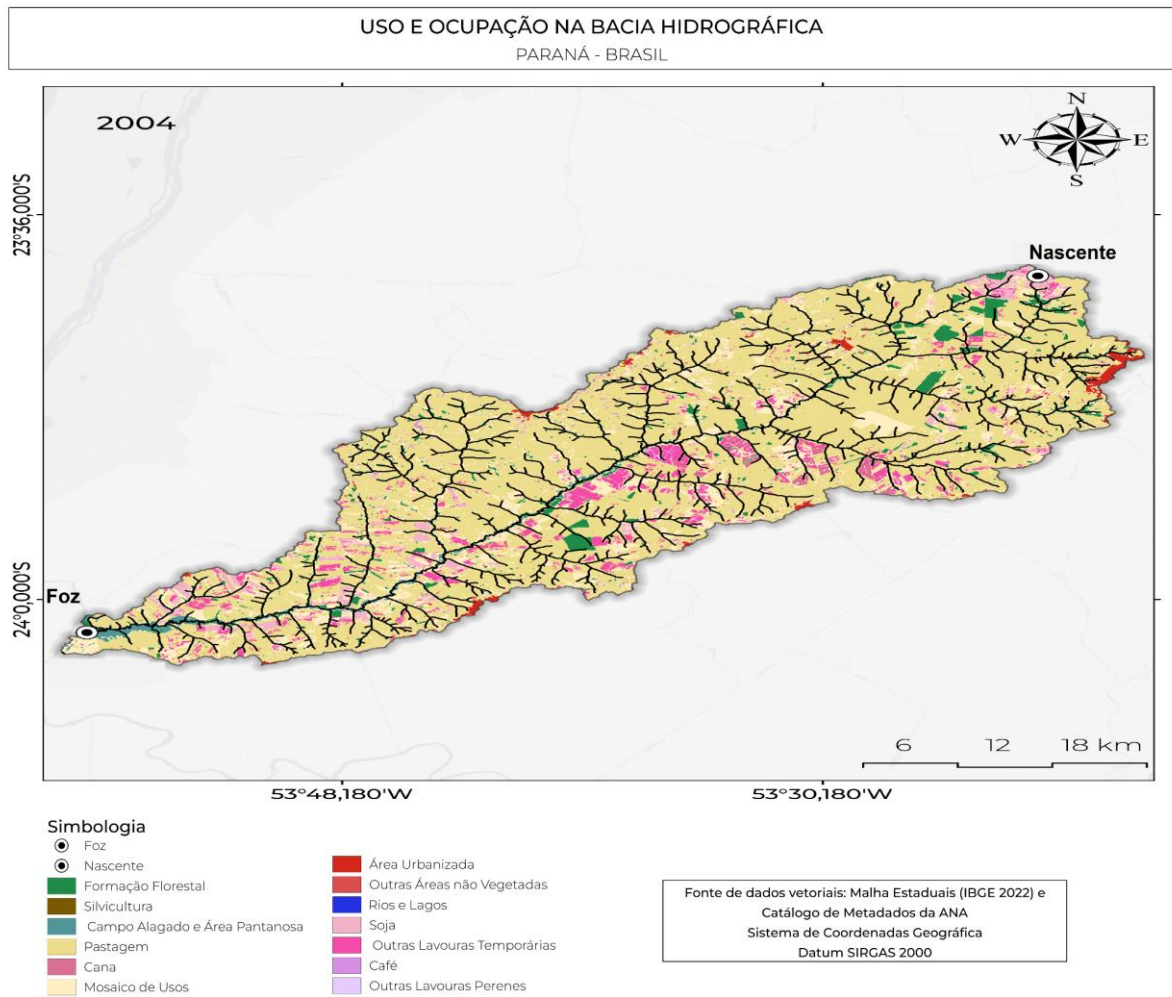 USO E OCUPAÇÃO NA BACIA HIDROGRÁFICA
PARANÁ - BRASIL
2004
N
W
E
S
23°36,000'S
Nascente
24°0,000'S
Foz
6 12 18 km
53°48,180'W
53°30,180'W
Simbologia
Foz
Nascente
Formação Florestal
Silvicultura
Campo Alagado e Área Pantanosa
Pastagem
Cana
Mosaico de Usos
Área Urbanizada
Outras Áreas não Vegetadas
Rios e Lagos
Soja
Outras Lavouras Temporárias
Café
Outras Lavouras Perenes
Fonte de dados vetoriais: Malha Estaduais (IBGE 2022) e
Catálogo de Metadados da ANA
Sistema de Coordenadas Geográfica
Datum SIRGAS 2000